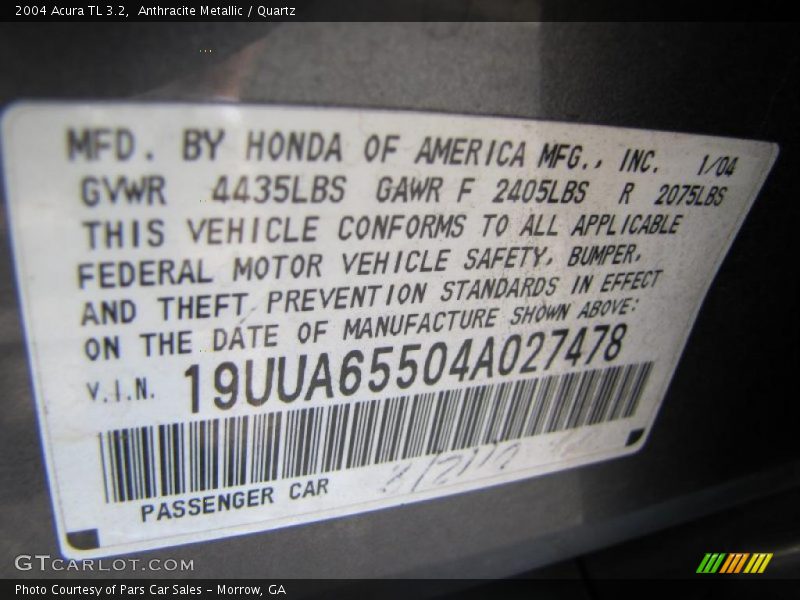 2004 Acura TL 3.2,  Anthracite Metallic / Quartz
MFD. BY HONDA OF AMERICA MFG., INC. 1/04
GVWR 4435LBS GAWR F 2405LBS R 2075LBS
THIS VEHICLE CONFORMS TO ALL APPLICABLE
FEDERAL MOTOR VEHICLE SAFETY, BUMPER,
AND THEFT PREVENTION STANDARDS IN EFFECT
ON THE DATE OF MANUFACTURE SHOWN ABOVE:
V.I.N. 19UUA65504A027478
PASSENGER CAR
GTcarlot.com
Photo Courtesy of Pars Car Sales - Morrow, GA